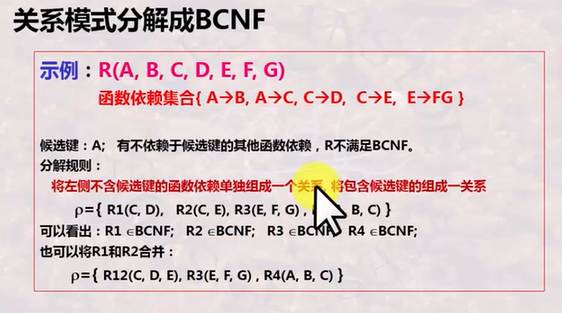 关系模式分解成BCNF
示例：R(A, B, C, D, E, F, G)
函数依赖集合{ A→B, A→C, C→D, C→E, E→FG }
候选键：A; 有不依赖于候选键的其他函数依赖，R不满足BCNF。
分解规则：
将左侧不含候选键的函数依赖单独组成一个关系, 将包含候选键的组成一关系
ρ={ R1(C, D), R2(C, E), R3(E, F, G) , B, C) }
可以看出：R1 ∈BCNF; R2 ∈BCNF; R3 ∈BCNF R4 ∈BCNF;
也可以将R1和R2合并：
ρ={ R12(C, D, E), R3(E, F, G) , R4(A, B, C) }